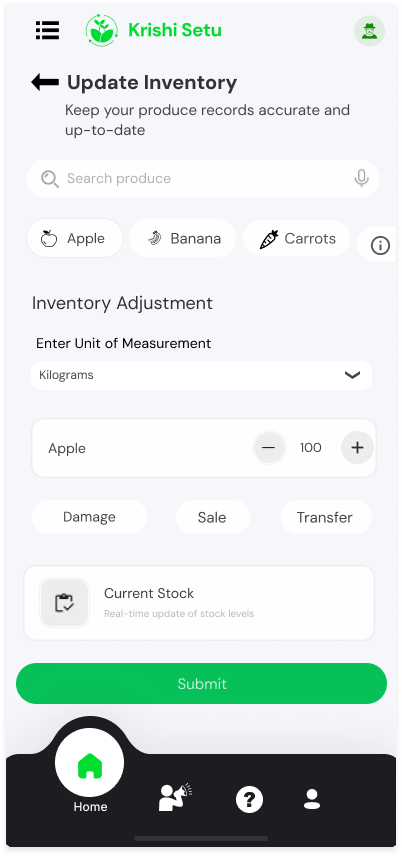 Krishi Setu
Update Inventory
Keep your produce records accurate and
up-to-date
Search produce
Apple
Banana
Carrots
Inventory Adjustment
Enter Unit of Measurement
Kilograms
Apple
100
Damage
Sale
Transfer
Current Stock
Real-time update of stock levels
Submit
Home